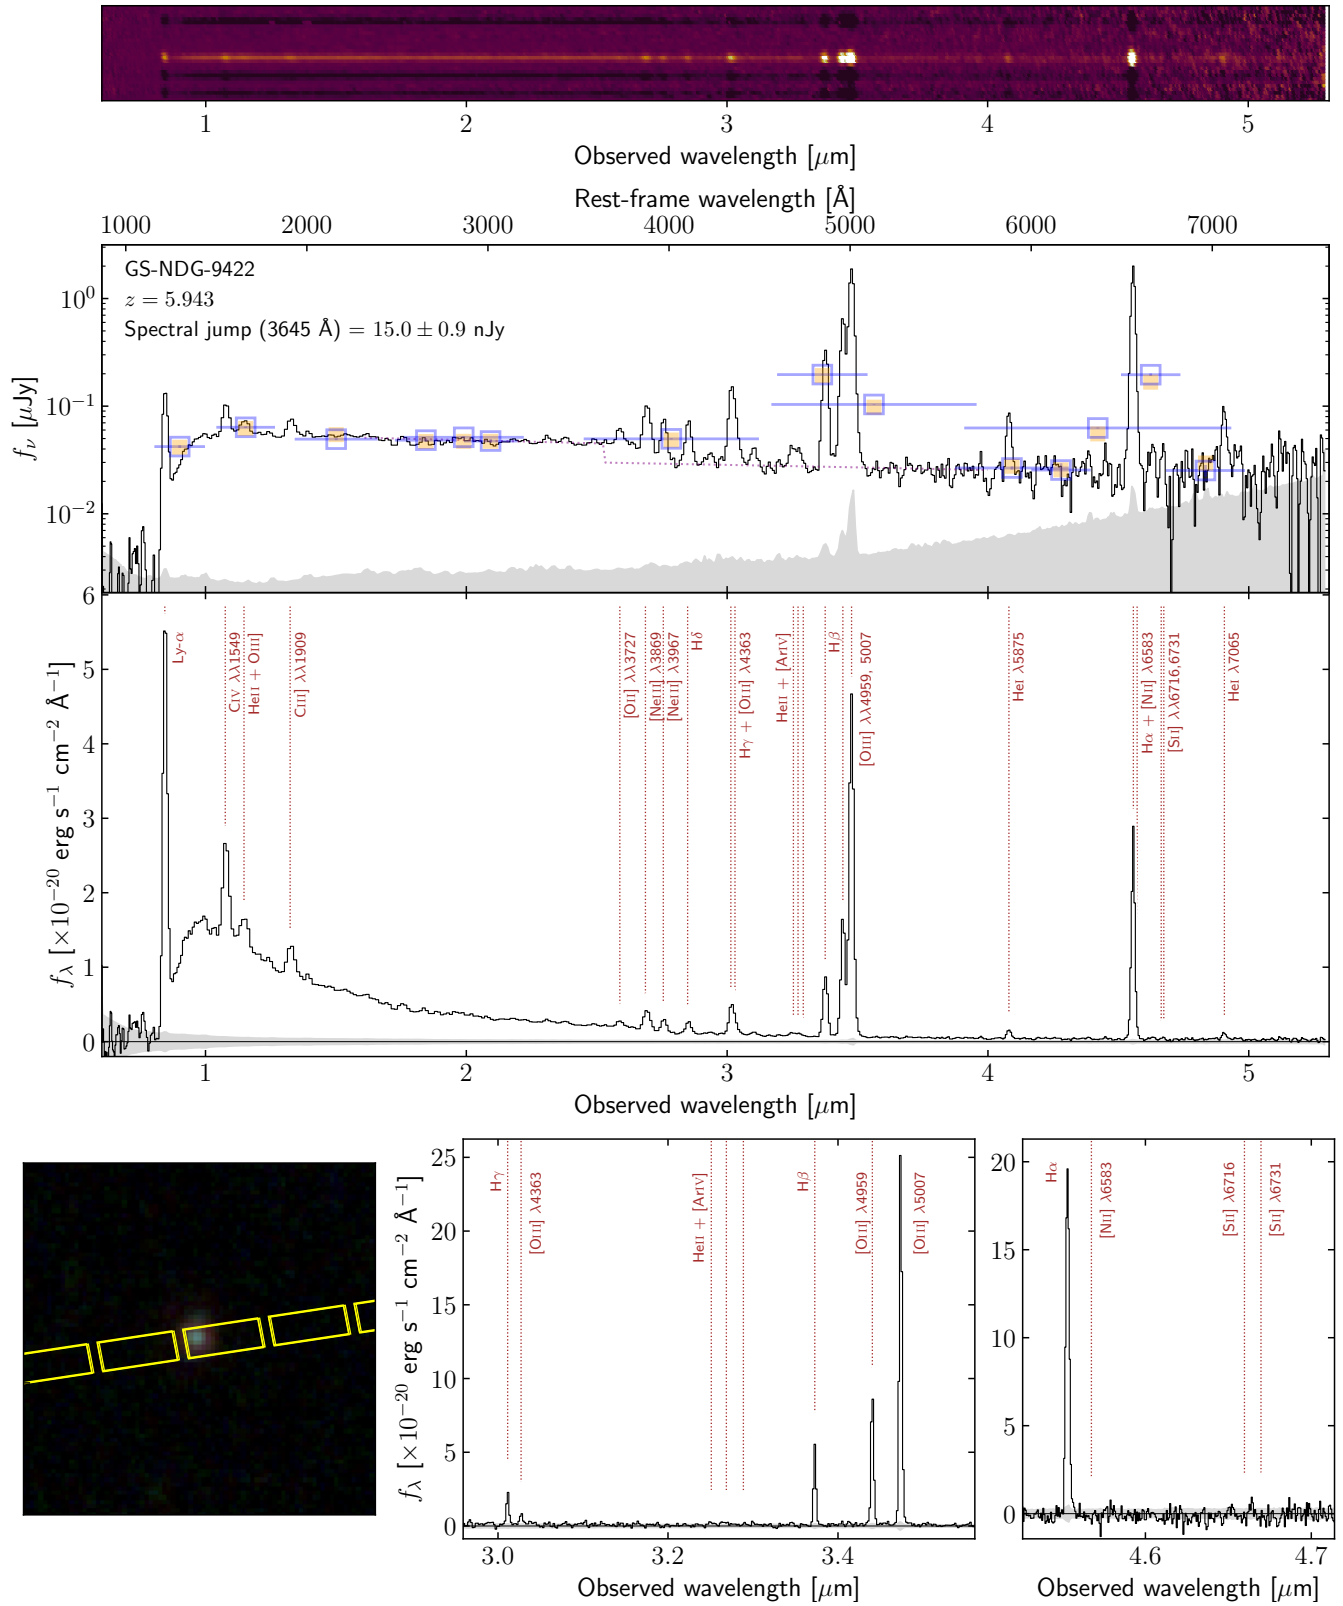 1 2 3 4 5
Observed wavelength [μm]
Rest-frame wavelength [Å]
1000 2000 3000 4000 5000 6000 7000
GS-NDG-9422
z = 5.943
Spectral jump (3645 Å) = 15.0 ± 0.9 nJy
10⁰
10⁻¹
10⁻²
f_ν [μJy]
6
5
4
3
2
1
0
f_λ [×10⁻²⁰ erg s⁻¹ cm⁻² Å⁻¹]
Ly-α
CIV λλ1549
HeII + OIII]
CIII] λλ1909
[OII] λλ3727
[NeIII] λ3869
[NeIII] λ3967
Hδ
Hγ + [OIII] λ4363
HeII + [ArIV]
Hβ
[OIII] λλ4959, 5007
HeI λ5875
Hα + [NII] λ6583
[SII] λλ6716,6731
HeI λ7065
1 2 3 4 5
Observed wavelength [μm]
25
20
15
10
5
0
f_λ [×10⁻²⁰ erg s⁻¹ cm⁻² Å⁻¹]
Hγ
[OIII] λ4363
HeII + [ArIV]
Hβ
[OIII] λ4959
[OIII] λ5007
3.0 3.2 3.4
Observed wavelength [μm]
20
15
10
5
0
Hα
[NII] λ6583
[SII] λ6716
[SII] λ6731
4.6 4.7
Observed wavelength [μm]